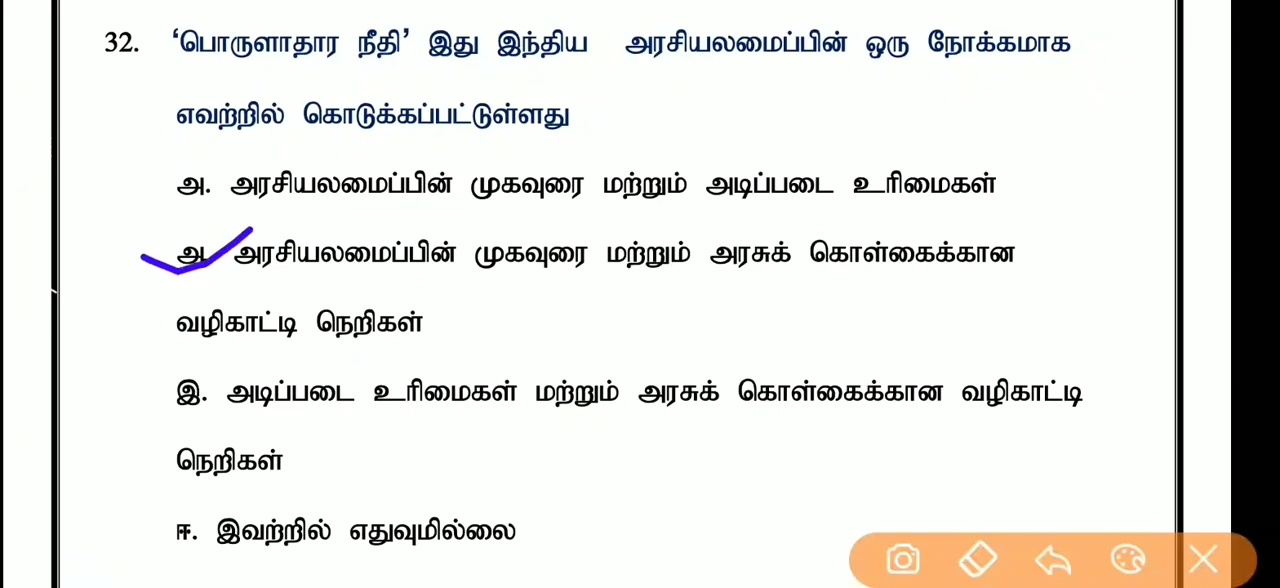 32. ‘பொருளாதார நீதி’ இது இந்திய அரசியலமைப்பின் ஒரு நோக்கமாக
எவற்றில் கொடுக்கப்பட்டுள்ளது
அ. அரசியலமைப்பின் முகவுரை மற்றும் அடிப்படை உரிமைகள்
ஆ. அரசியலமைப்பின் முகவுரை மற்றும் அரசுக் கொள்கைக்கான
வழிகாட்டி நெறிகள்
இ. அடிப்படை உரிமைகள் மற்றும் அரசுக் கொள்கைக்கான வழிகாட்டி
நெறிகள்
ஈ. இவற்றில் எதுவுமில்லை